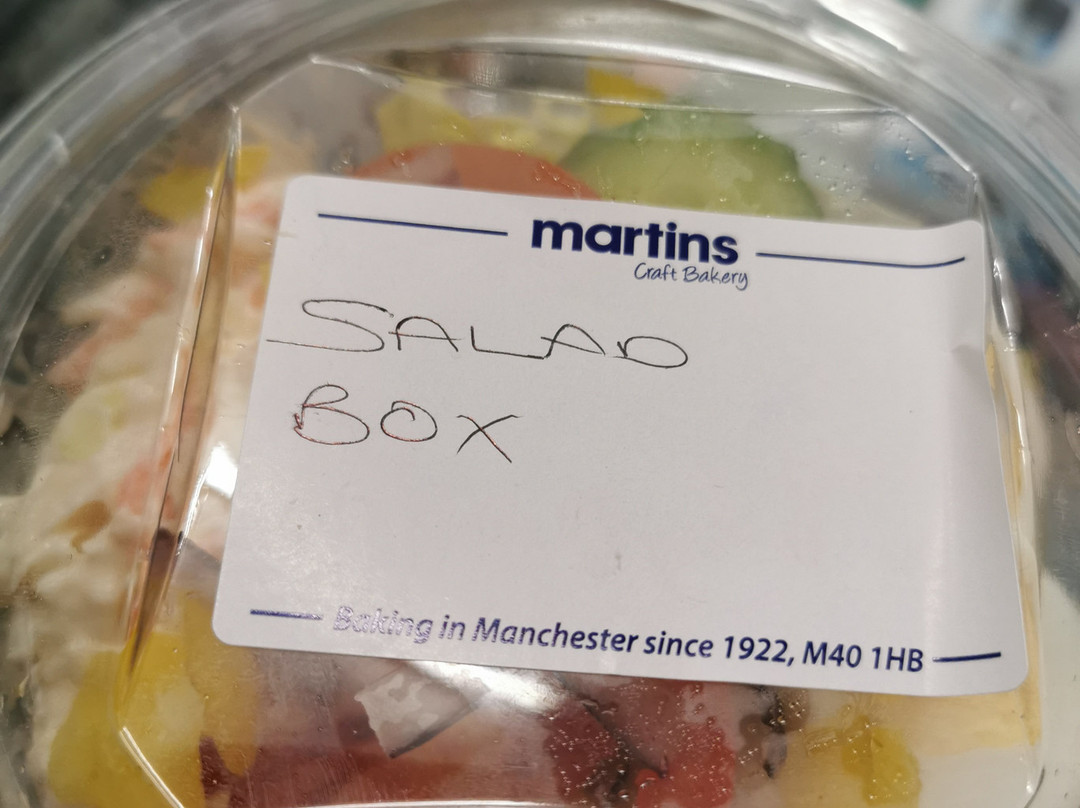 martins
Craft Bakery
SALAD
BOX
Baking in Manchester since 1922, M40 1HB